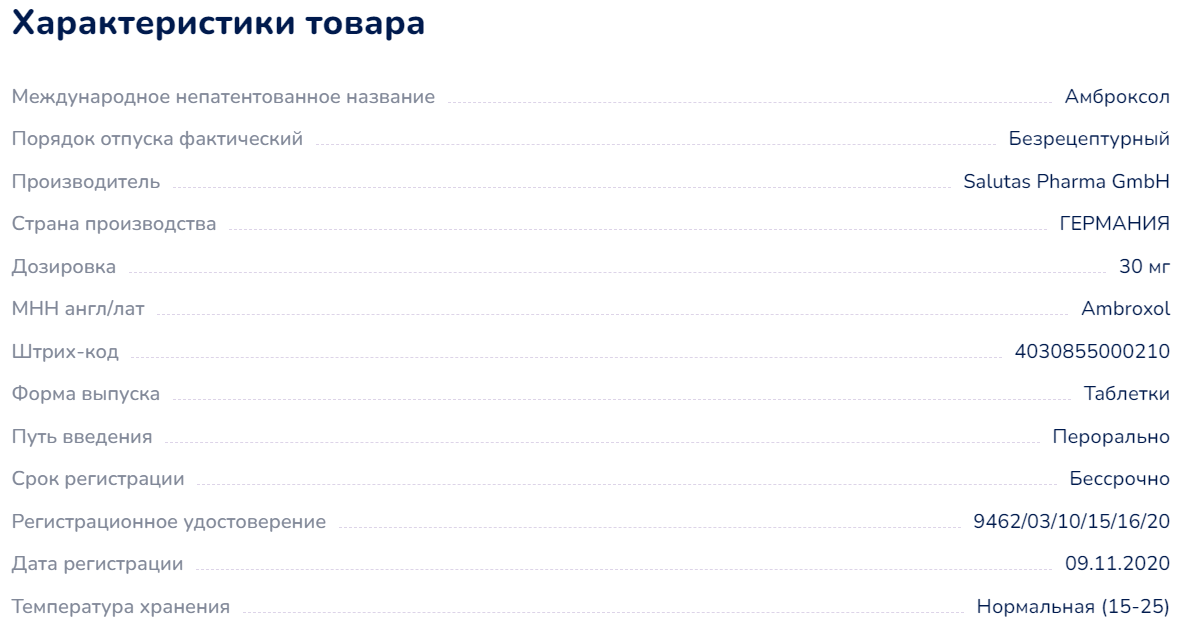 Характеристики товара
Международное непатентованное название Амброксол
Порядок отпуска фактический Безрецептурный
Производитель Salutas Pharma GmbH
Страна производства ГЕРМАНИЯ
Дозировка 30 мг
МНН англ/лат Ambroxol
Штрих-код 4030855000210
Форма выпуска Таблетки
Путь введения Перорально
Срок регистрации Бессрочно
Регистрационное удостоверение 9462/03/10/15/16/20
Дата регистрации 09.11.2020
Температура хранения Нормальная (15-25)